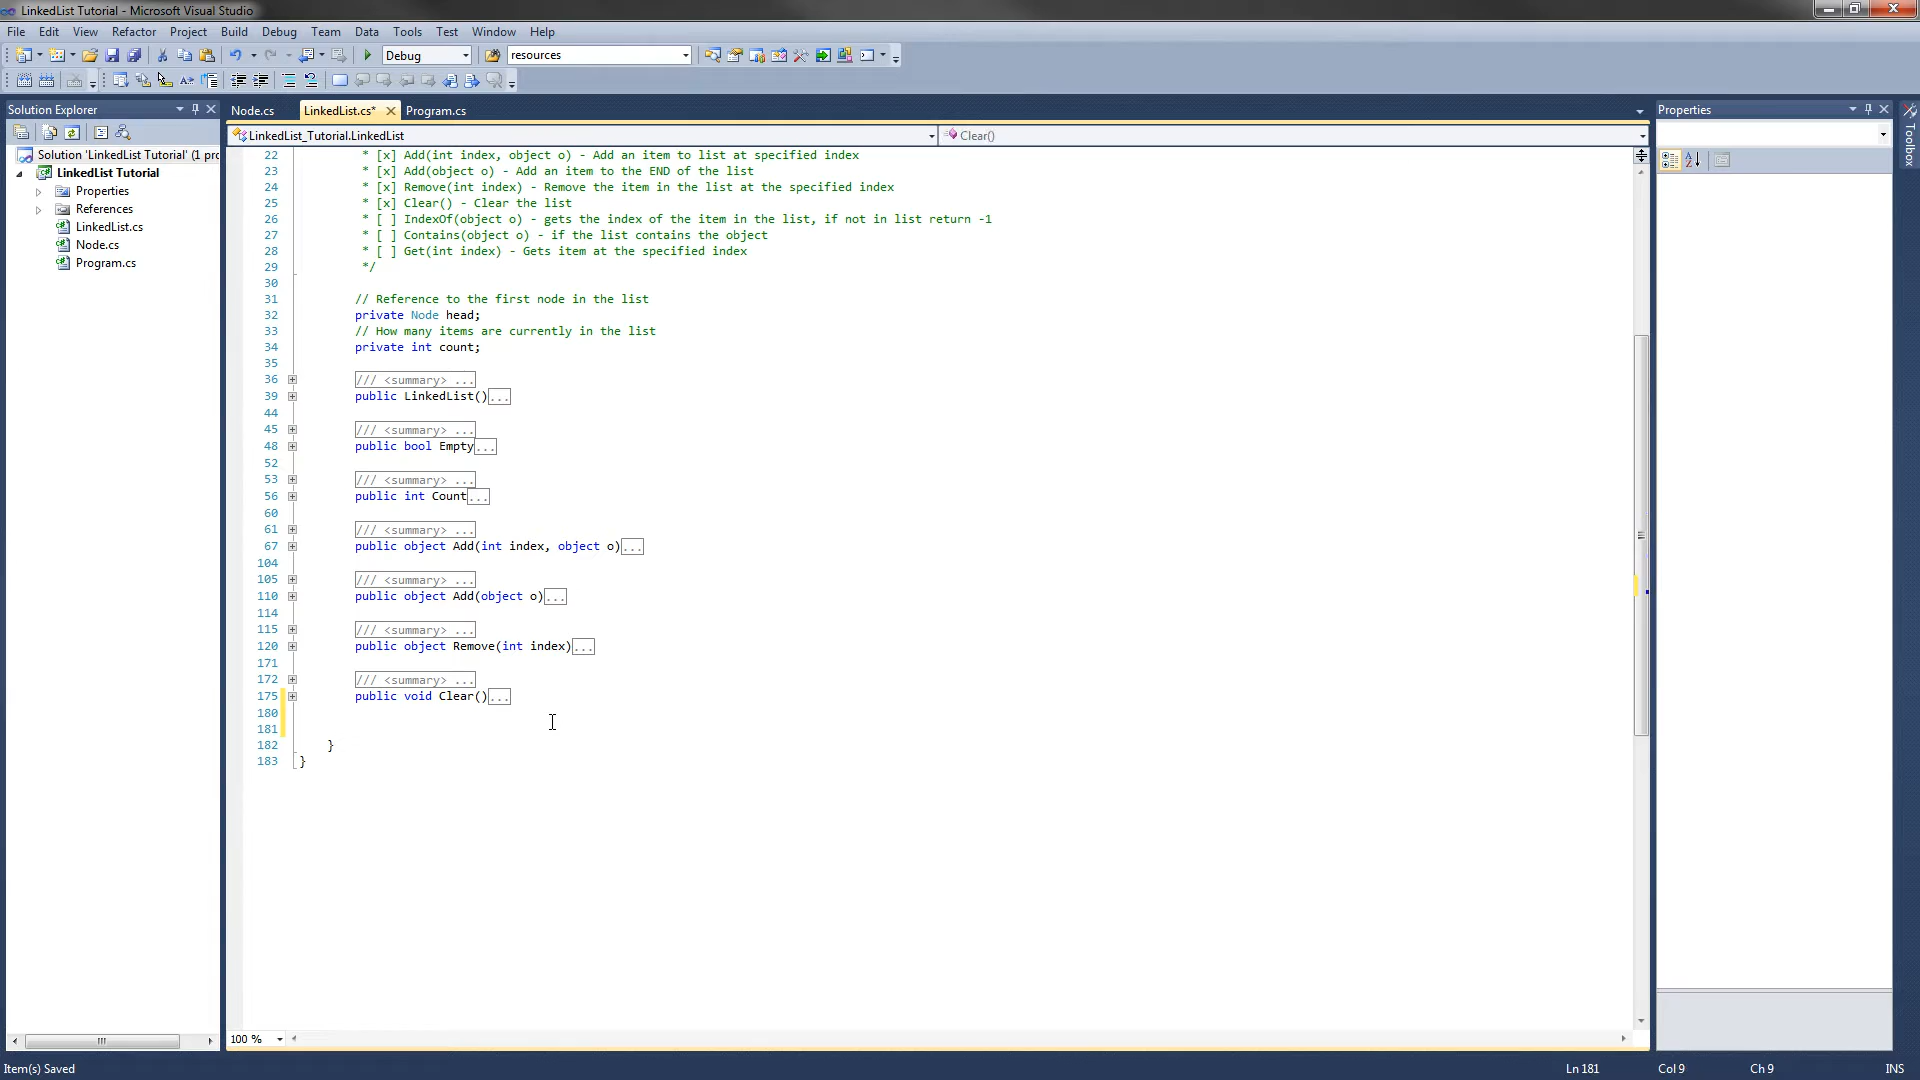 LinkedList Tutorial - Microsoft Visual Studio
File Edit View Refactor Project Build Debug Team Data Tools Test Window Help
Debug resources
Solution Explorer
Node.cs LinkedList.cs* Program.cs
Properties
Toolbox
LinkedList_Tutorial.LinkedList Clear()
Solution 'LinkedList Tutorial' (1 pro
LinkedList Tutorial
Properties
References
LinkedList.cs
Node.cs
Program.cs
22 * [x] Add(int index, object o) - Add an item to list at specified index
23 * [x] Add(object o) - Add an item to the END of the list
24 * [x] Remove(int index) - Remove the item in the list at the specified index
25 * [x] Clear() - Clear the list
26 * [ ] IndexOf(object o) - gets the index of the item in the list, if not in list return -1
27 * [ ] Contains(object o) - if the list contains the object
28 * [ ] Get(int index) - Gets item at the specified index
29 */
30
31 // Reference to the first node in the list
32 private Node head;
33 // How many items are currently in the list
34 private int count;
35
36 /// <summary> ...
39 public LinkedList()...
44
45 /// <summary> ...
48 public bool Empty...
52
53 /// <summary> ...
56 public int Count...
60
61 /// <summary> ...
67 public object Add(int index, object o)...
104
105 /// <summary> ...
110 public object Add(object o)...
114
115 /// <summary> ...
120 public object Remove(int index)...
171
172 /// <summary> ...
175 public void Clear()...
180
181
182 }
183 }
100 %
Item(s) Saved Ln 181 Col 9 Ch 9 INS